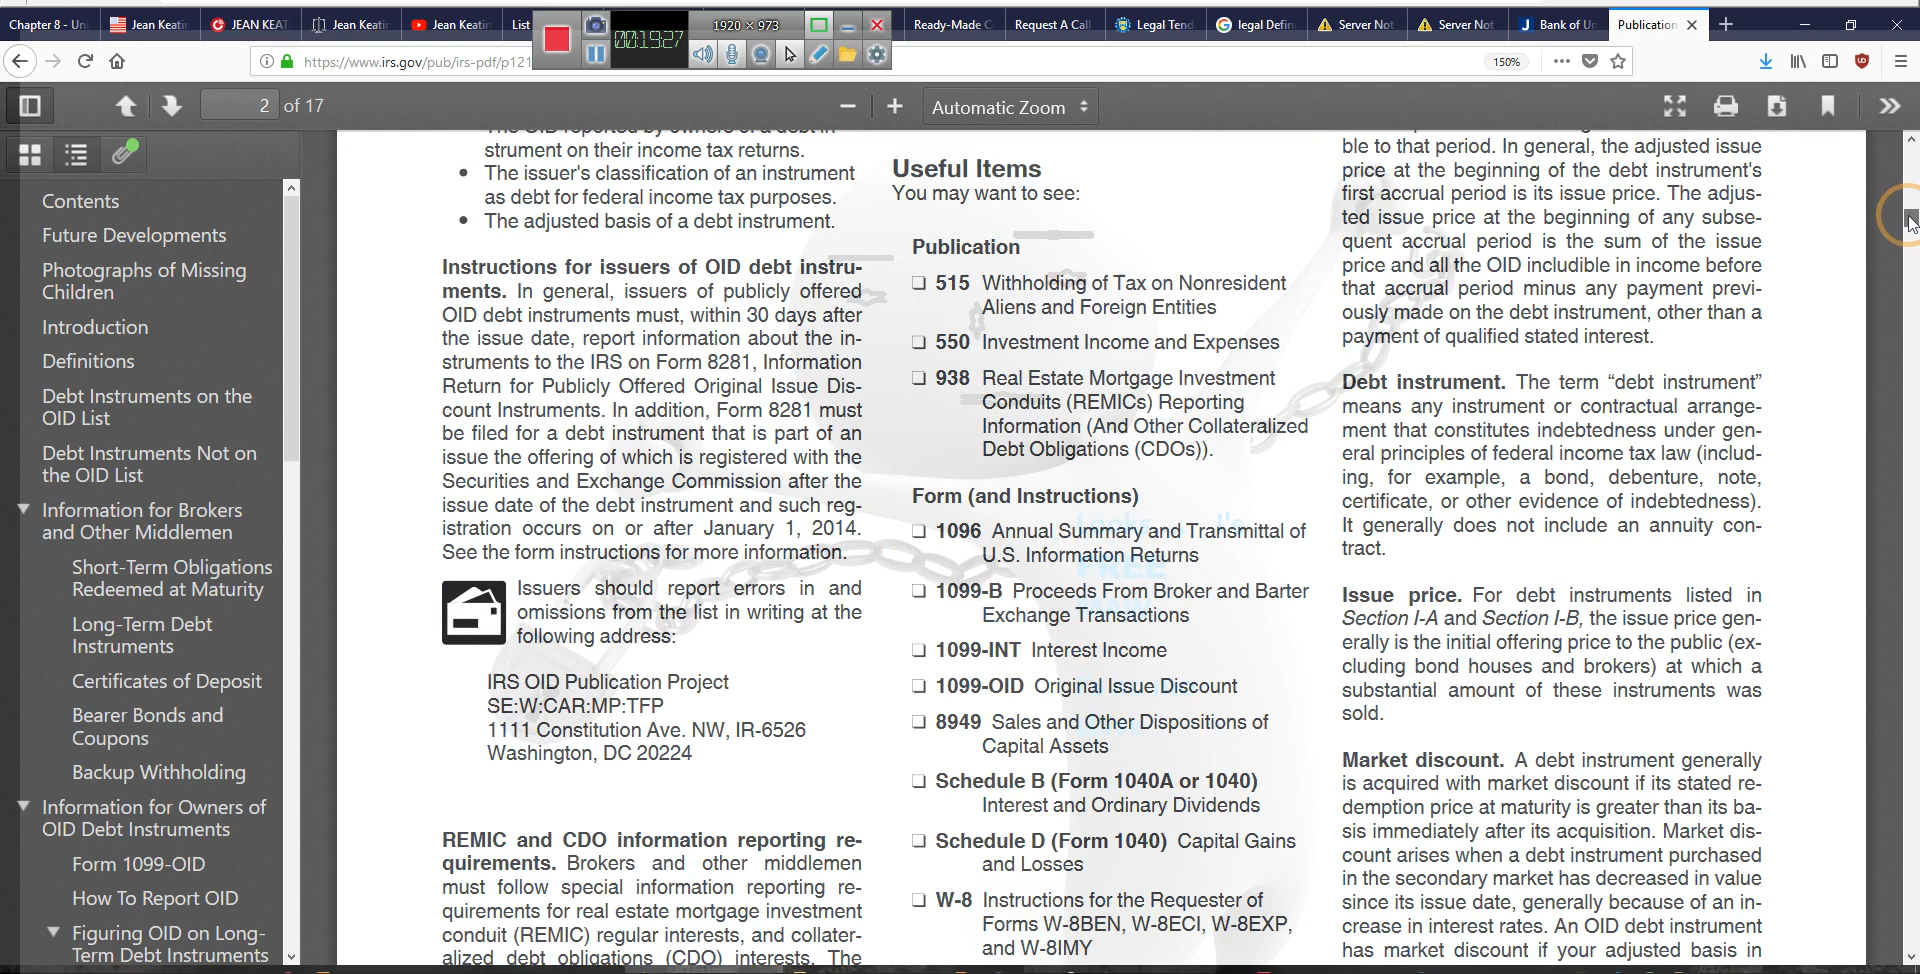 Chapter 8 - Uni
Jean Keatin
JEAN KEAT
Jean Keatin
Jean Keatin
List
1920 × 973
Ready-Made C
Request A Call
Legal Tend
legal Defin
Server Not
Server Not
Bank of Un
Publication
00:19:27
https://www.irs.gov/pub/irs-pdf/p121
150%
2 of 17
Automatic Zoom
Contents
Future Developments
Photographs of Missing
Children
Introduction
Definitions
Debt Instruments on the
OID List
Debt Instruments Not on
the OID List
Information for Brokers
and Other Middlemen
Short-Term Obligations
Redeemed at Maturity
Long-Term Debt
Instruments
Certificates of Deposit
Bearer Bonds and
Coupons
Backup Withholding
Information for Owners of
OID Debt Instruments
Form 1099-OID
How To Report OID
Figuring OID on Long-
Term Debt Instruments
The OID reported by owners of a debt in-
strument on their income tax returns.
• The issuer's classification of an instrument
as debt for federal income tax purposes.
• The adjusted basis of a debt instrument.
Instructions for issuers of OID debt instru-
ments. In general, issuers of publicly offered
OID debt instruments must, within 30 days after
the issue date, report information about the in-
struments to the IRS on Form 8281, Information
Return for Publicly Offered Original Issue Dis-
count Instruments. In addition, Form 8281 must
be filed for a debt instrument that is part of an
issue the offering of which is registered with the
Securities and Exchange Commission after the
issue date of the debt instrument and such reg-
istration occurs on or after January 1, 2014.
See the form instructions for more information.
Issuers should report errors in and
omissions from the list in writing at the
following address:
IRS OID Publication Project
SE:W:CAR:MP:TFP
1111 Constitution Ave. NW, IR-6526
Washington, DC 20224
REMIC and CDO information reporting re-
quirements. Brokers and other middlemen
must follow special information reporting re-
quirements for real estate mortgage investment
conduit (REMIC) regular interests, and collater-
alized debt obligations (CDO) interests. The
Useful Items
You may want to see:
Publication
515 Withholding of Tax on Nonresident
Aliens and Foreign Entities
550 Investment Income and Expenses
938 Real Estate Mortgage Investment
Conduits (REMICs) Reporting
Information (And Other Collateralized
Debt Obligations (CDOs)).
Form (and Instructions)
1096 Annual Summary and Transmittal of
U.S. Information Returns
FREE
1099-B Proceeds From Broker and Barter
Exchange Transactions
1099-INT Interest Income
1099-OID Original Issue Discount
8949 Sales and Other Dispositions of
Capital Assets
Schedule B (Form 1040A or 1040)
Interest and Ordinary Dividends
Schedule D (Form 1040) Capital Gains
and Losses
W-8 Instructions for the Requester of
Forms W-8BEN, W-8ECI, W-8EXP,
and W-8IMY
ble to that period. In general, the adjusted issue
price at the beginning of the debt instrument's
first accrual period is its issue price. The adjus-
ted issue price at the beginning of any subse-
quent accrual period is the sum of the issue
price and all the OID includible in income before
that accrual period minus any payment previ-
ously made on the debt instrument, other than a
payment of qualified stated interest.
Debt instrument. The term “debt instrument”
means any instrument or contractual arrange-
ment that constitutes indebtedness under gen-
eral principles of federal income tax law (includ-
ing, for example, a bond, debenture, note,
certificate, or other evidence of indebtedness).
It generally does not include an annuity con-
tract.
Issue price. For debt instruments listed in
Section I-A and Section I-B, the issue price gen-
erally is the initial offering price to the public (ex-
cluding bond houses and brokers) at which a
substantial amount of these instruments was
sold.
Market discount. A debt instrument generally
is acquired with market discount if its stated re-
demption price at maturity is greater than its ba-
sis immediately after its acquisition. Market dis-
count arises when a debt instrument purchased
in the secondary market has decreased in value
since its issue date, generally because of an in-
crease in interest rates. An OID debt instrument
has market discount if your adjusted basis in